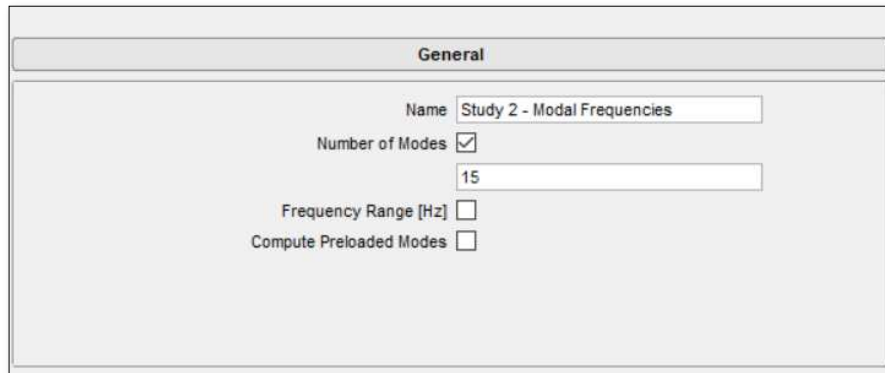 General
Name Study 2 - Modal Frequencies
Number of Modes
15
Frequency Range [Hz]
Compute Preloaded Modes